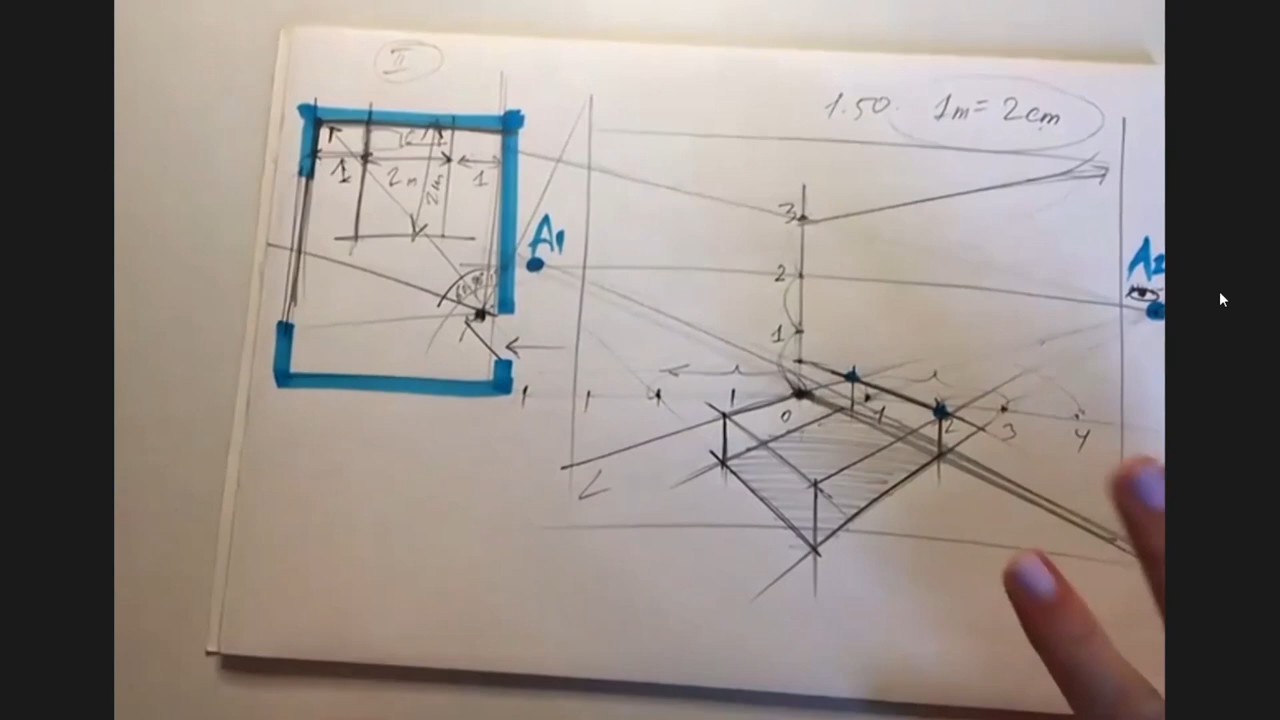 II
1.50. 1m = 2cm
1 2m 2m 1
A1
A2
3
2
1
1 1 1 1 0 1 2 3 4